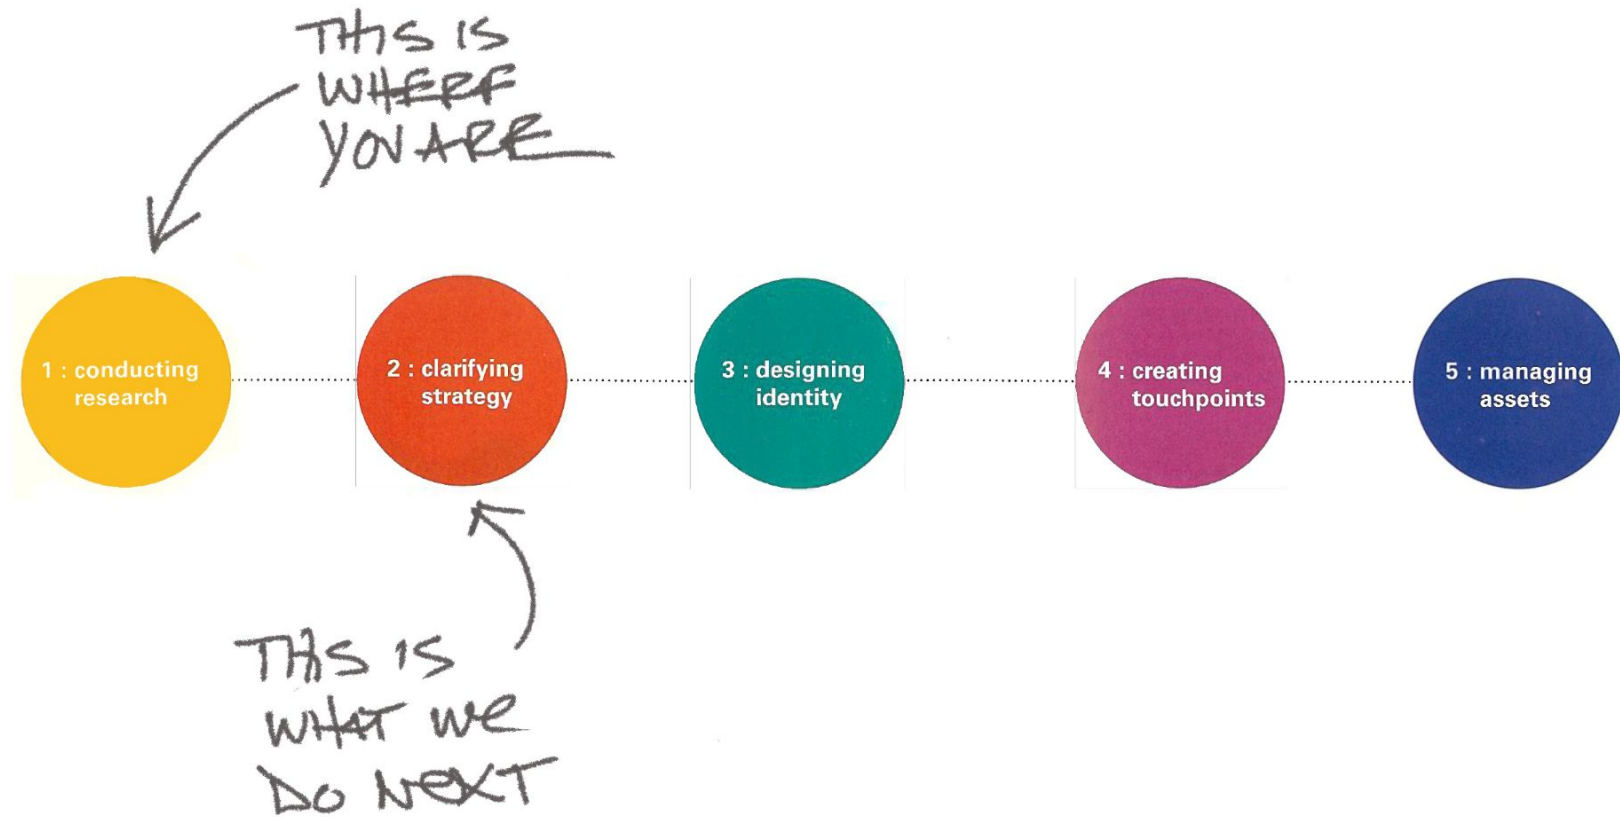 THIS IS
WHERE
YOU ARE
1 : conducting
research
2 : clarifying
strategy
3 : designing
identity
4 : creating
touchpoints
5 : managing
assets
THIS IS
WHAT WE
DO NEXT